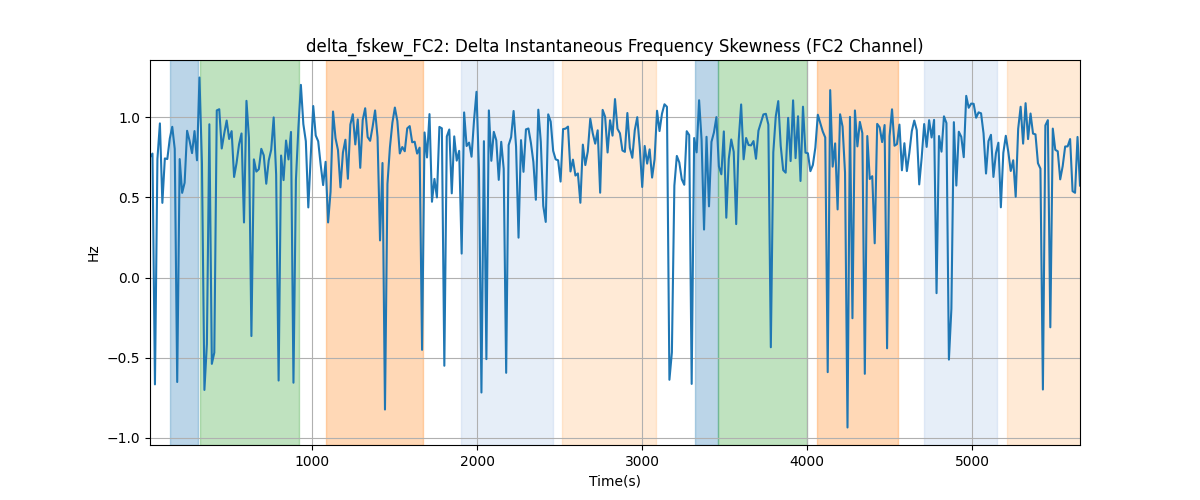 delta_fskew_FC2: Delta Instantaneous Frequency Skewness (FC2 Channel)
Hz
1.0
0.5
0.0
−0.5
−1.0
1000 2000 3000 4000 5000
Time(s)